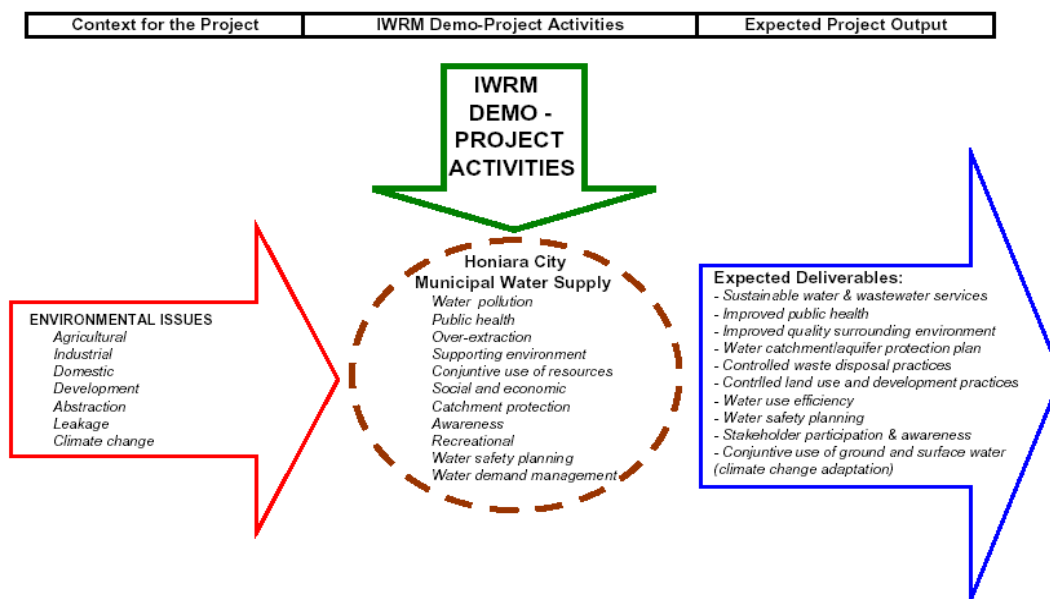 Context for the Project
IWRM Demo-Project Activities
Expected Project Output
IWRM
DEMO -
PROJECT
ACTIVITIES
ENVIRONMENTAL ISSUES
Agricultural
Industrial
Domestic
Development
Abstraction
Leakage
Climate change
Honiara City
Municipal Water Supply
Water pollution
Public health
Over-extraction
Supporting environment
Conjuntive use of resources
Social and economic
Catchment protection
Awareness
Recreational
Water safety planning
Water demand management
Expected Deliverables:
- Sustainable water & wastewater services
- Improved public health
- Improved quality surrounding environment
- Water catchment/aquifer protection plan
- Controlled waste disposal practices
- Contrlled land use and development practices
- Water use efficiency
- Water safety planning
- Stakeholder participation & awareness
- Conjuntive use of ground and surface water
(climate change adaptation)